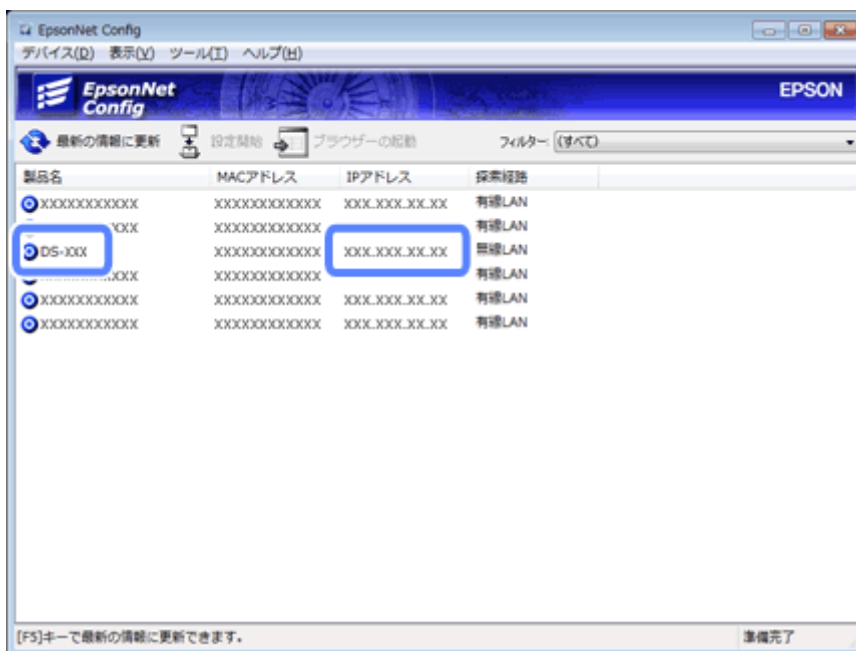 EpsonNet Config
デバイス(D) 表示(V) ツール(T) ヘルプ(H)
EpsonNet
Config
EPSON
最新の情報に更新 設定開始 ブラウザーの起動 フィルター: (すべて)
製品名 MACアドレス IPアドレス 探索経路
XXXXXXXXXXX XXXXXXXXXXXX XXX.XXX.XX.XX 有線LAN
XXX XXXXXXXXXXXX 有線LAN
DS-XXX XXXXXXXXXXXX XXX.XXX.XX.XX 無線LAN
XXX XXXXXXXXXXXX 有線LAN
XXXXXXXXXXX XXXXXXXXXXXX XXX.XXX.XX.XX 有線LAN
XXXXXXXXXXX XXXXXXXXXXXX XXX.XXX.XX.XX 有線LAN
[F5]キーで最新の情報に更新できます。 準備完了